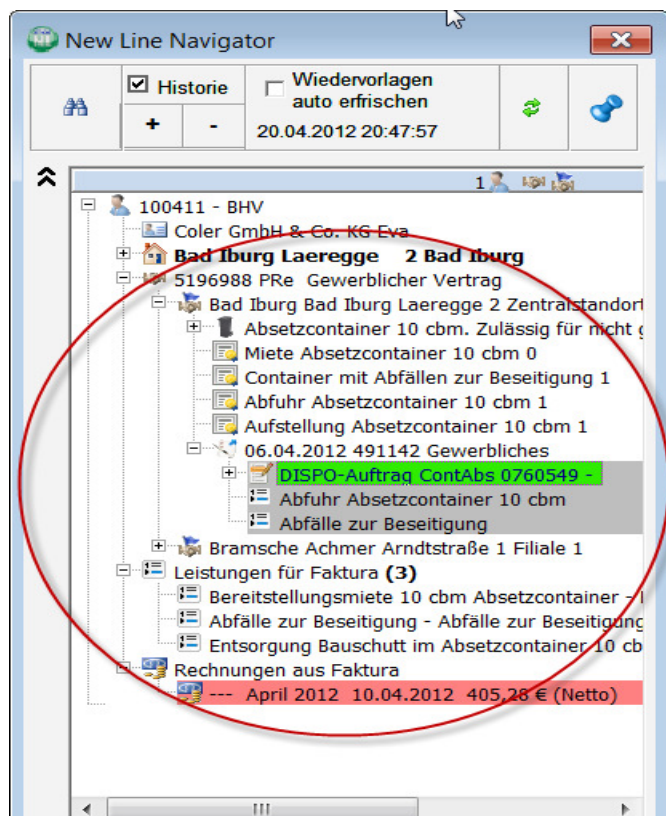 New Line Navigator
Historie
Wiedervorlagen
auto erfrischen
+ -
20.04.2012 20:47:57
1
100411 - BHV
Coler GmbH & Co. KG Eva
Bad Iburg Laeregge 2 Bad Iburg
5196988 PRe Gewerblicher Vertrag
Bad Iburg Bad Iburg Laeregge 2 Zentralstandort
Absetzcontainer 10 cbm. Zulässig für nicht
Miete Absetzcontainer 10 cbm 0
Container mit Abfällen zur Beseitigung 1
Abfuhr Absetzcontainer 10 cbm 1
Aufstellung Absetzcontainer 10 cbm 1
06.04.2012 491142 Gewerbliches
DISPO-Auftrag ContAbs 0760549 -
Abfuhr Absetzcontainer 10 cbm
Abfälle zur Beseitigung
Bramsche Achmer Arndtstraße 1 Filiale 1
Leistungen für Faktura (3)
Bereitstellungsmiete 10 cbm Absetzcontainer -
Abfälle zur Beseitigung - Abfälle zur Beseitigung
Entsorgung Bauschutt im Absetzcontainer 10 cb
Rechnungen aus Faktura
--- April 2012 10.04.2012 405,28 € (Netto)